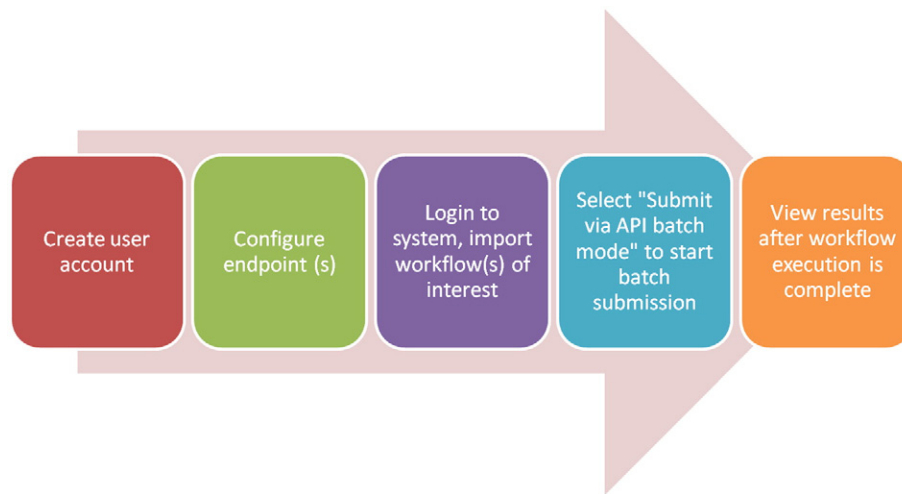 Create user
account
Configure
endpoint (s)
Login to
system, import
workflow(s) of
interest
Select "Submit
via API batch
mode" to start
batch
submission
View results
after workflow
execution is
complete